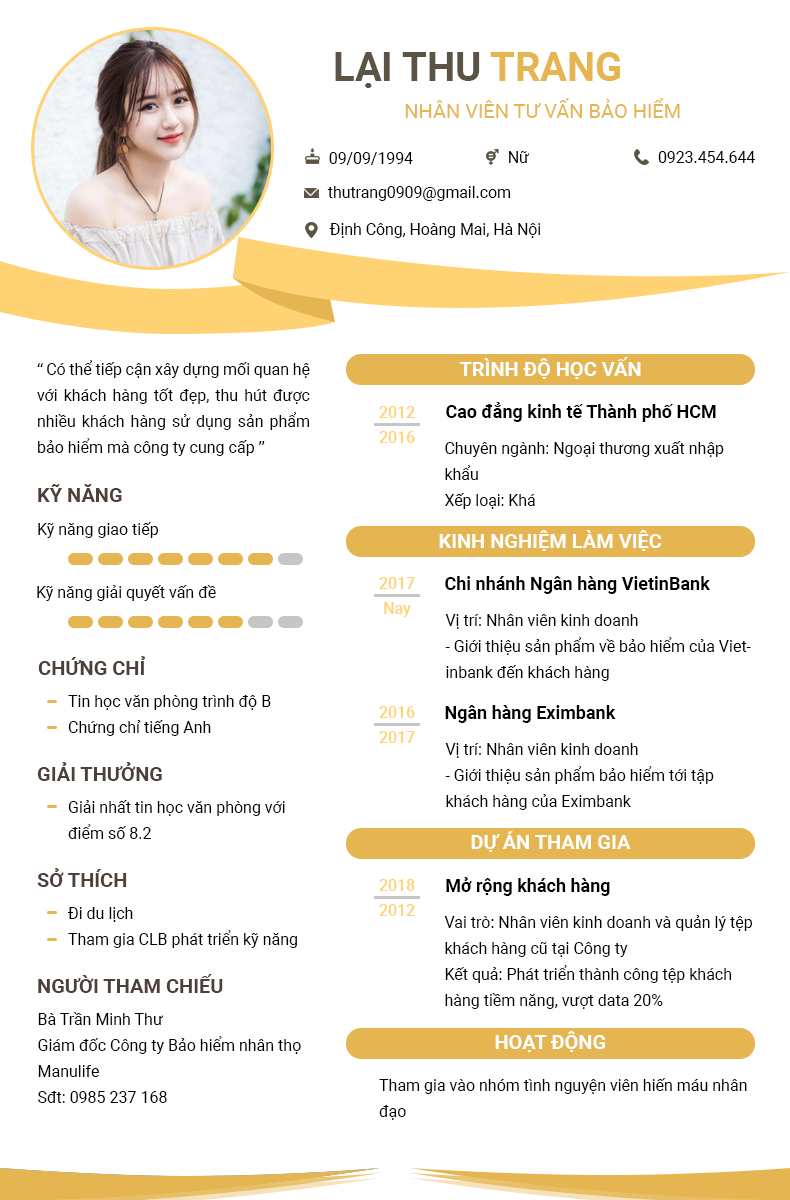 LẠI THU TRANG
NHÂN VIÊN TƯ VẤN BẢO HIỂM
09/09/1994
Nữ
0923.454.644
thutrang0909@gmail.com
Định Công, Hoàng Mai, Hà Nội
“ Có thể tiếp cận xây dựng mối quan hệ
với khách hàng tốt đẹp, thu hút được
nhiều khách hàng sử dụng sản phẩm
bảo hiểm mà công ty cung cấp ”
KỸ NĂNG
Kỹ năng giao tiếp
Kỹ năng giải quyết vấn đề
CHỨNG CHỈ
Tin học văn phòng trình độ B
Chứng chỉ tiếng Anh
GIẢI THƯỞNG
Giải nhất tin học văn phòng với
điểm số 8.2
SỞ THÍCH
Đi du lịch
Tham gia CLB phát triển kỹ năng
NGƯỜI THAM CHIẾU
Bà Trần Minh Thư
Giám đốc Công ty Bảo hiểm nhân thọ
Manulife
Sđt: 0985 237 168
TRÌNH ĐỘ HỌC VẤN
2012
2016
Cao đẳng kinh tế Thành phố HCM
Chuyên ngành: Ngoại thương xuất nhập
khẩu
Xếp loại: Khá
KINH NGHIỆM LÀM VIỆC
2017
Nay
Chi nhánh Ngân hàng VietinBank
Vị trí: Nhân viên kinh doanh
- Giới thiệu sản phẩm về bảo hiểm của Viet-
inbank đến khách hàng
2016
2017
Ngân hàng Eximbank
Vị trí: Nhân viên kinh doanh
- Giới thiệu sản phẩm bảo hiểm tới tập
khách hàng của Eximbank
DỰ ÁN THAM GIA
2018
2012
Mở rộng khách hàng
Vai trò: Nhân viên kinh doanh và quản lý tệp
khách hàng cũ tại Công ty
Kết quả: Phát triển thành công tệp khách
hàng tiềm năng, vượt data 20%
HOẠT ĐỘNG
Tham gia vào nhóm tình nguyện viên hiến máu nhân
đạo